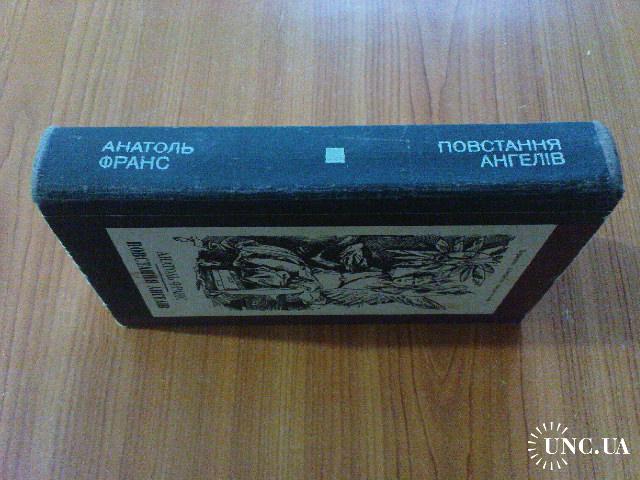 АНАТОЛЬ
ФРАНС
ПОВСТАННЯ
АНГЕЛІВ
АНАТОЛЬ ФРАНС
ПОВСТАННЯ АНГЕЛІВ
UNC.UA